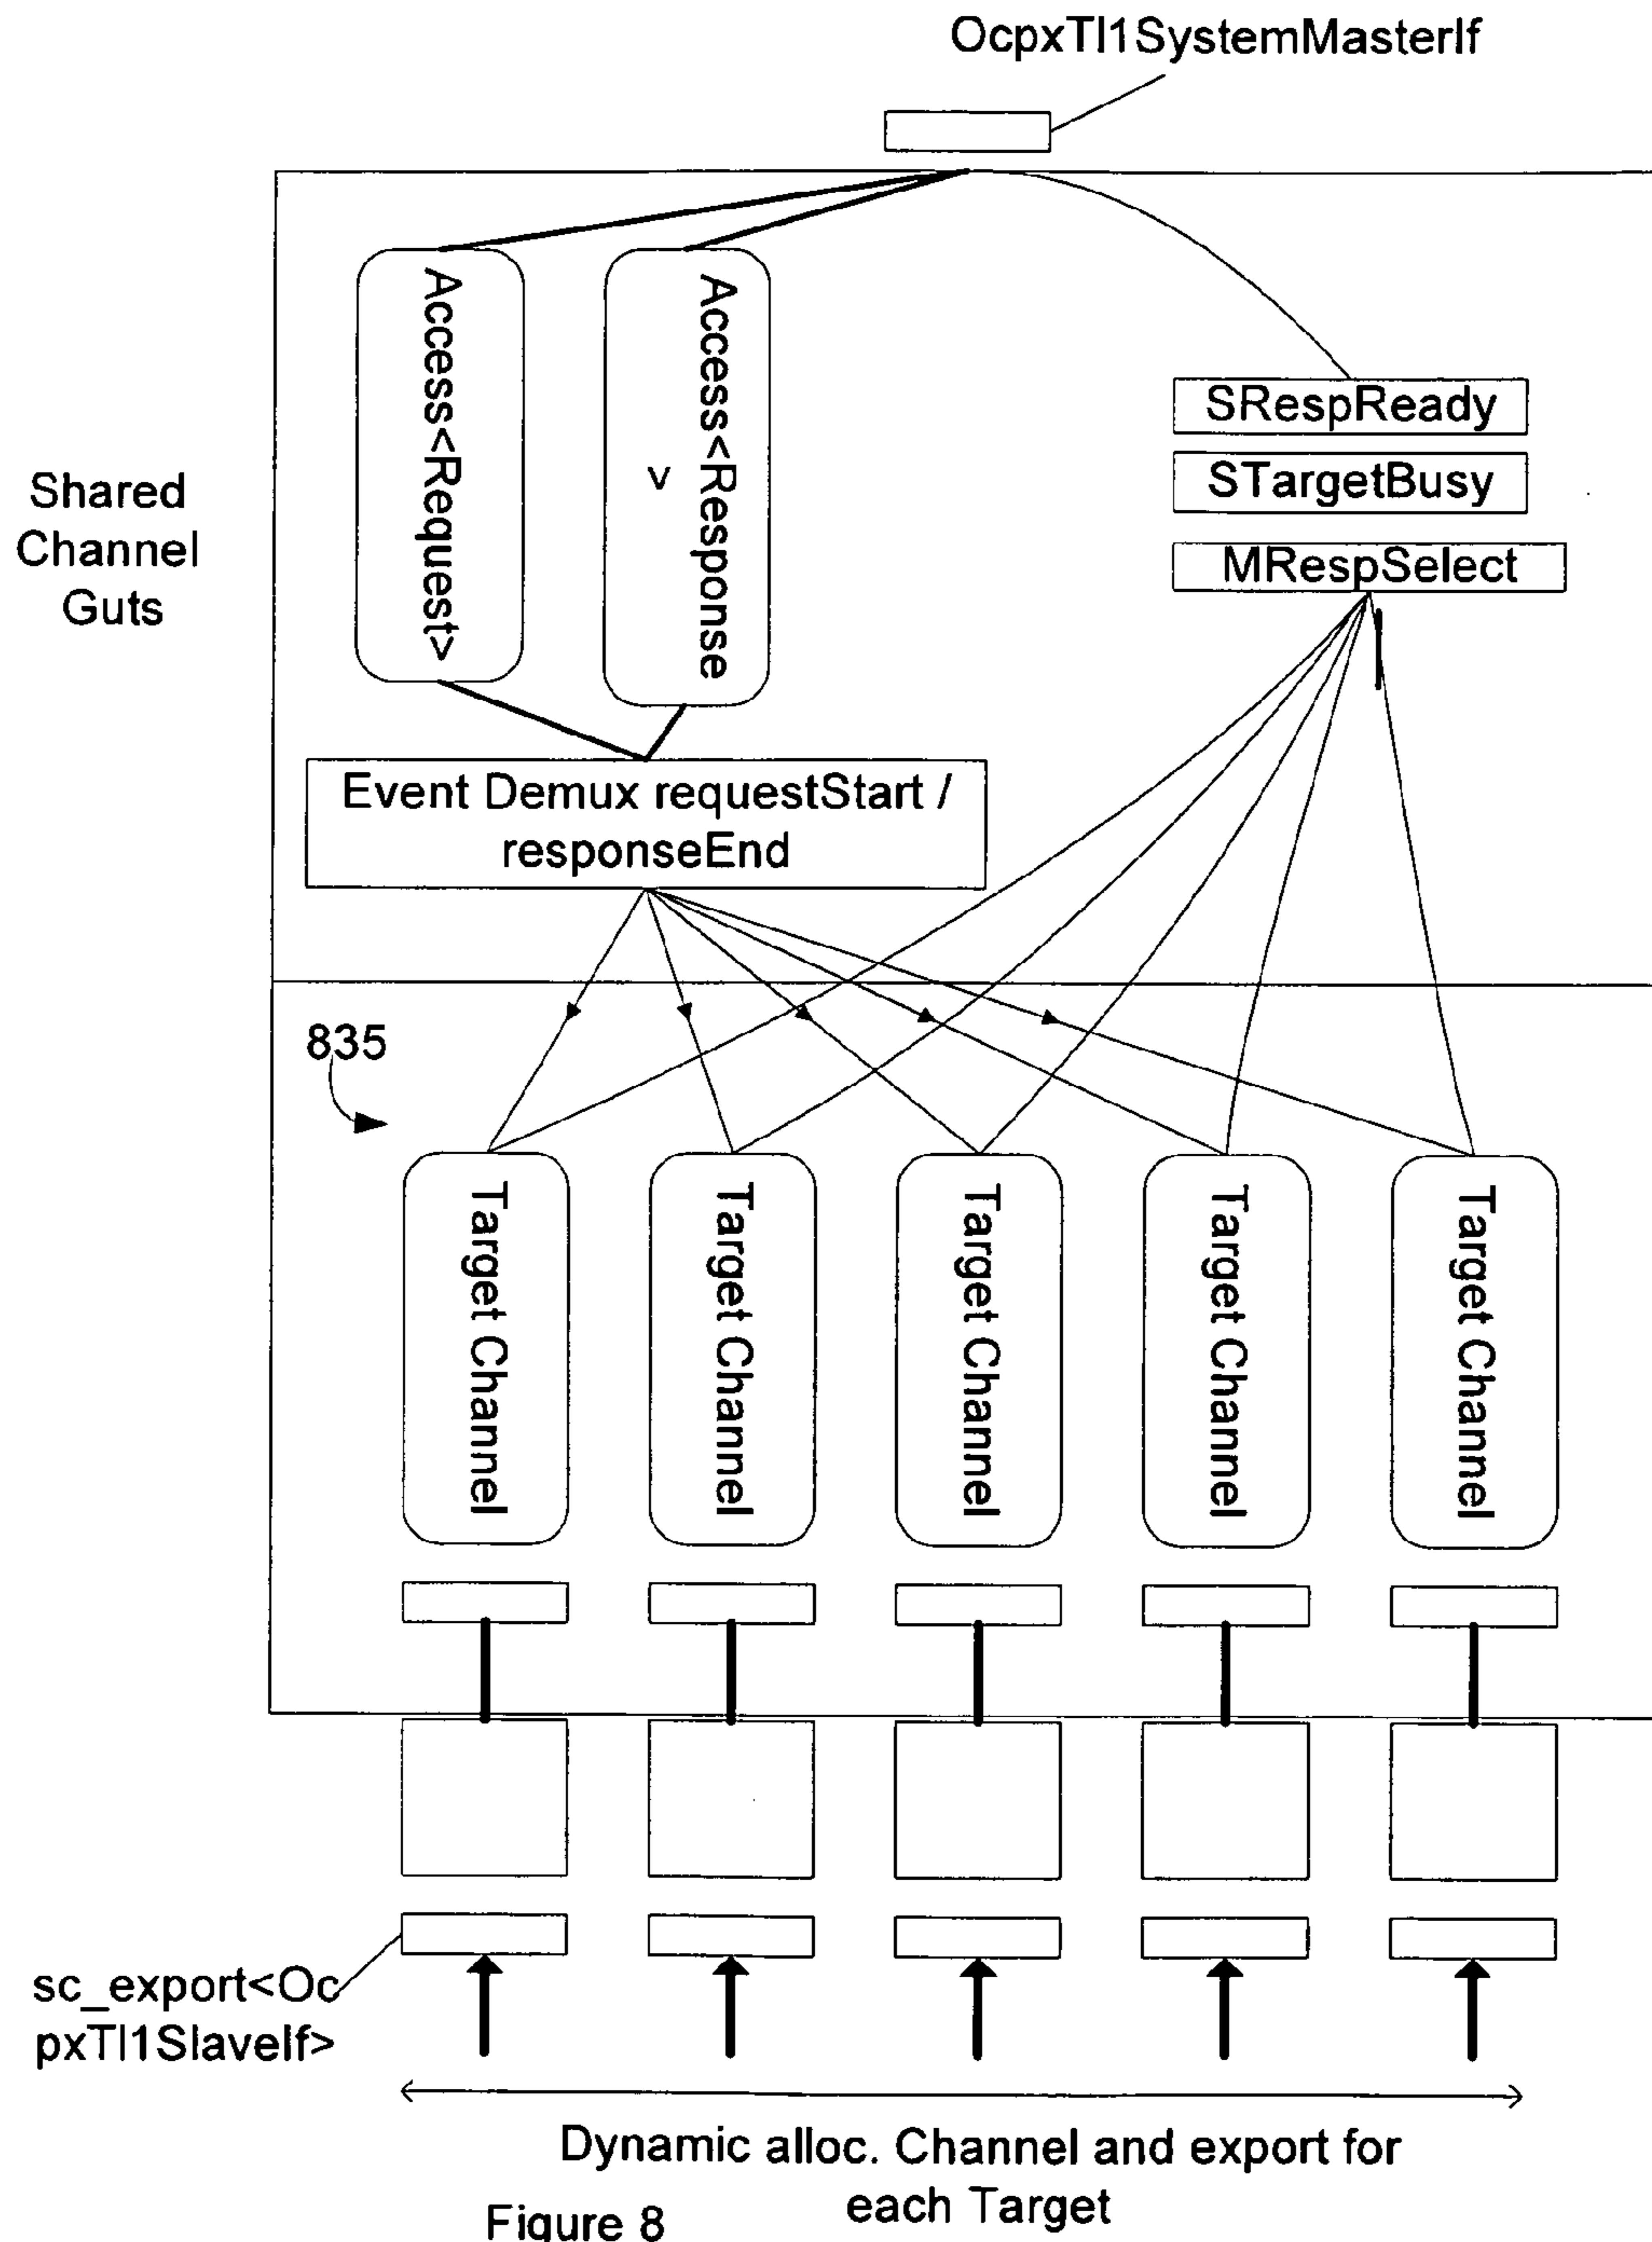 OcpxTl1SystemMasterIf
Access<Request>
Access<Response
>
SRespReady
STargetBusy
MRespSelect
Shared
Channel
Guts
Event Demux requestStart /
responseEnd
835
Target Channel
Target Channel
Target Channel
Target Channel
Target Channel
sc_export<Oc
pxTl1SlaveIf>
Dynamic alloc. Channel and export for
each Target
Figure 8